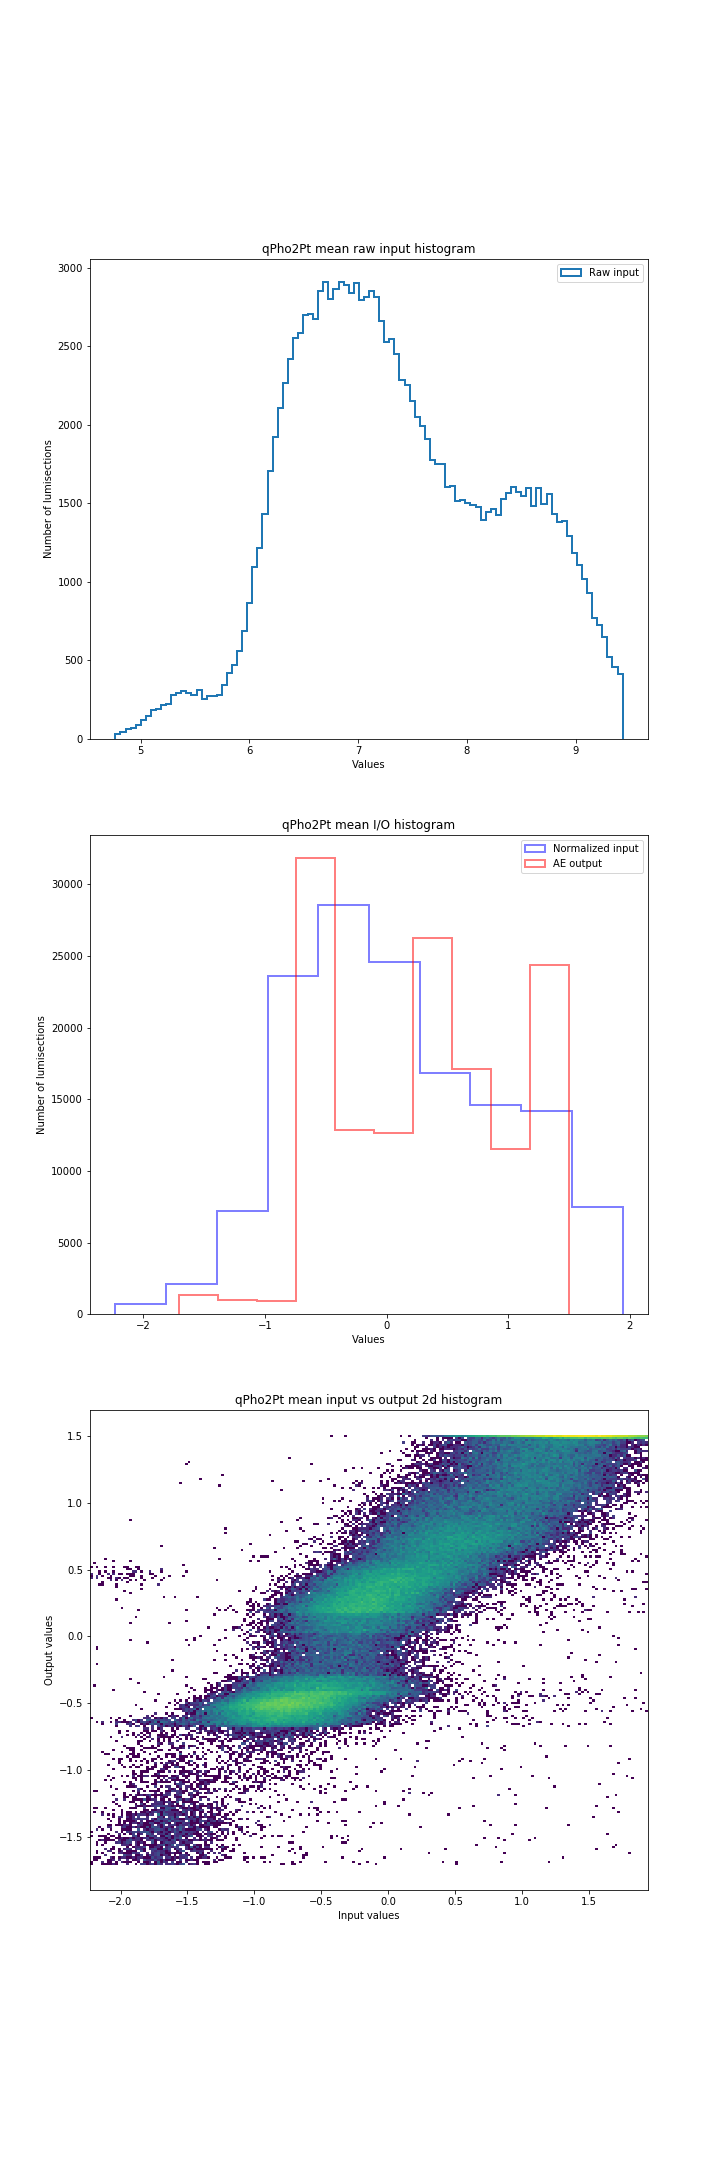 qPho2Pt mean raw input histogram
Raw input
3000
2500
2000
1500
1000
500
0
Number of lumisections
5 6 7 8 9
Values
qPho2Pt mean I/O histogram
Normalized input
AE output
30000
25000
20000
15000
10000
5000
0
Number of lumisections
−2 −1 0 1 2
Values
qPho2Pt mean input vs output 2d histogram
1.5
1.0
0.5
0.0
−0.5
−1.0
−1.5
Output values
−2.0 −1.5 −1.0 −0.5 0.0 0.5 1.0 1.5
Input values